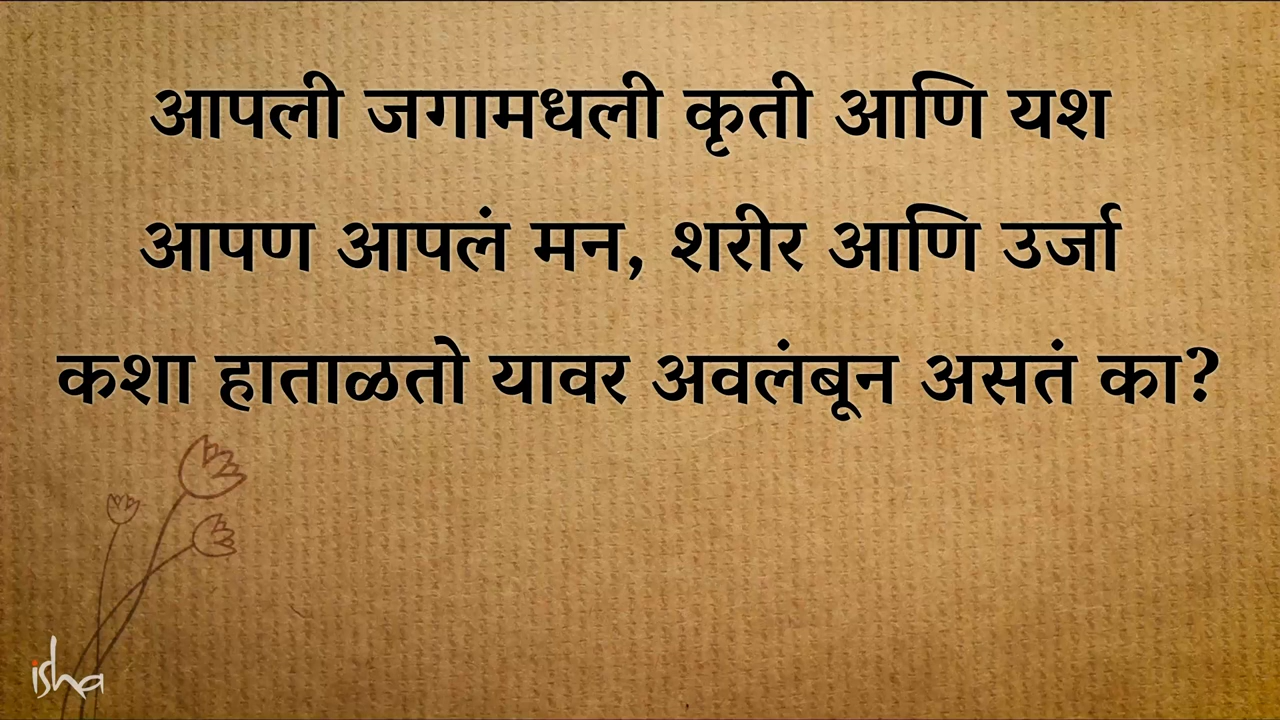 आपली जगामधली कृती आणि यश
आपण आपलं मन, शरीर आणि उर्जा
कशा हाताळतो यावर अवलंबून असतं का?
isha